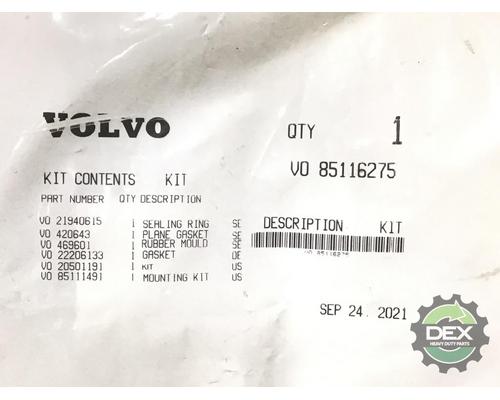 VOLVO
QTY 1
VO 85116275
KIT CONTENTS KIT
PART NUMBER QTY DESCRIPTION
VO 21940615 1 SEALING RING SE
VO 420643 1 PLANE GASKET SE
VO 469601 1 RUBBER MOULD SE
VO 22206133 1 GASKET DE
VO 20501191 1 KIT US
VO 85111491 1 MOUNTING KIT US
DESCRIPTION KIT
VO 85116275
SEP 24. 2021
DEX
HEAVY DUTY PARTS